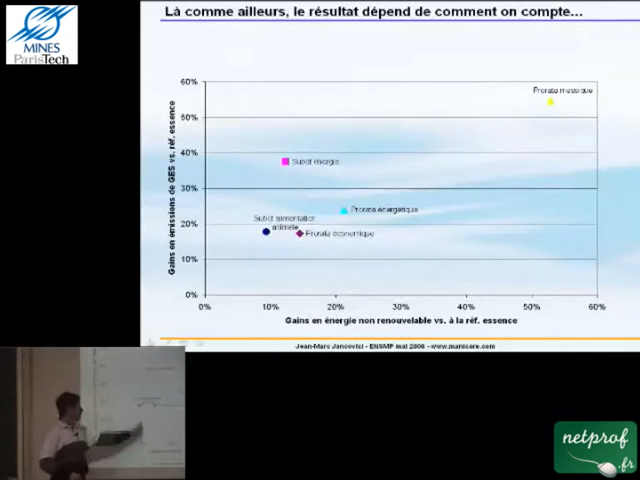 Là comme ailleurs, le résultat dépend de comment on compte...
MINES
ParisTech
60%
50%
40%
30%
20%
10%
0%
Gains en émissions de GES vs. réf. essence
Prorata massique
Subst énergie
Prorata énergétique
Subst alimentation
animale
Prorata économique
0%
10%
20%
30%
40%
50%
60%
Gains en énergie non renouvelable vs. à la réf. essence
Jean-Marc Jancovici - ENSMP mai 2008 - www.manicore.com
netprof
.fr